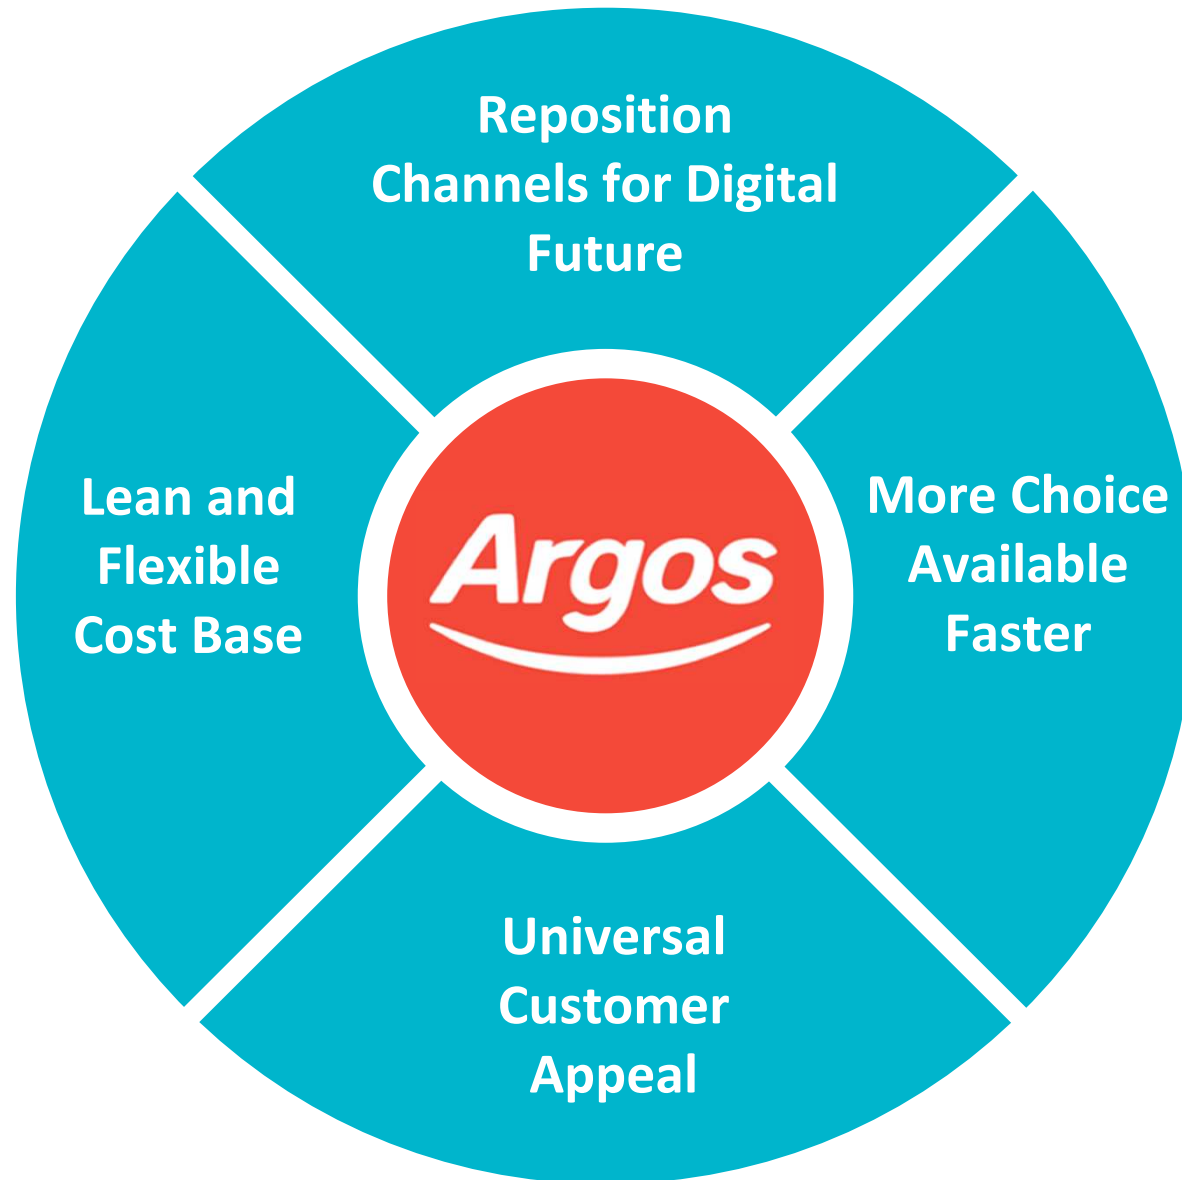 Reposition
Channels for Digital
Future
Lean and
Flexible
Cost Base
Argos
More Choice
Available
Faster
Universal
Customer
Appeal